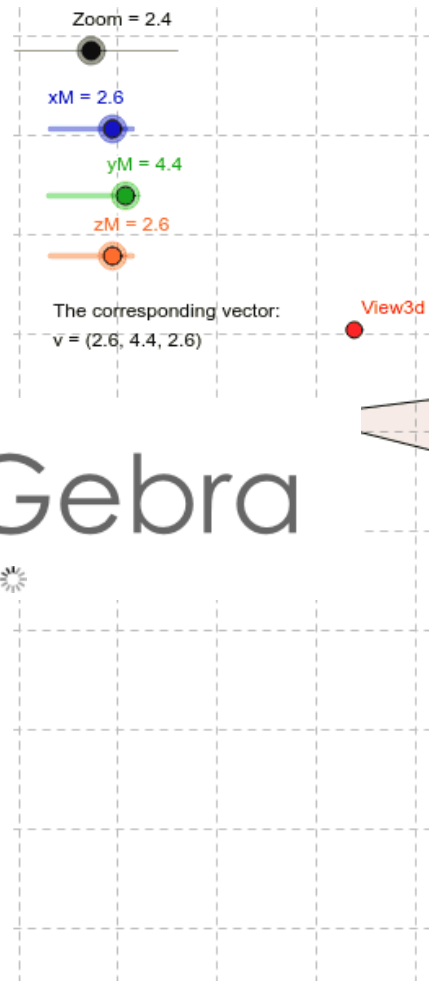 Zoom = 2.4
xM = 2.6
yM = 4.4
zM = 2.6
The corresponding vector:
v = (2.6, 4.4, 2.6)
View3d
Gebra